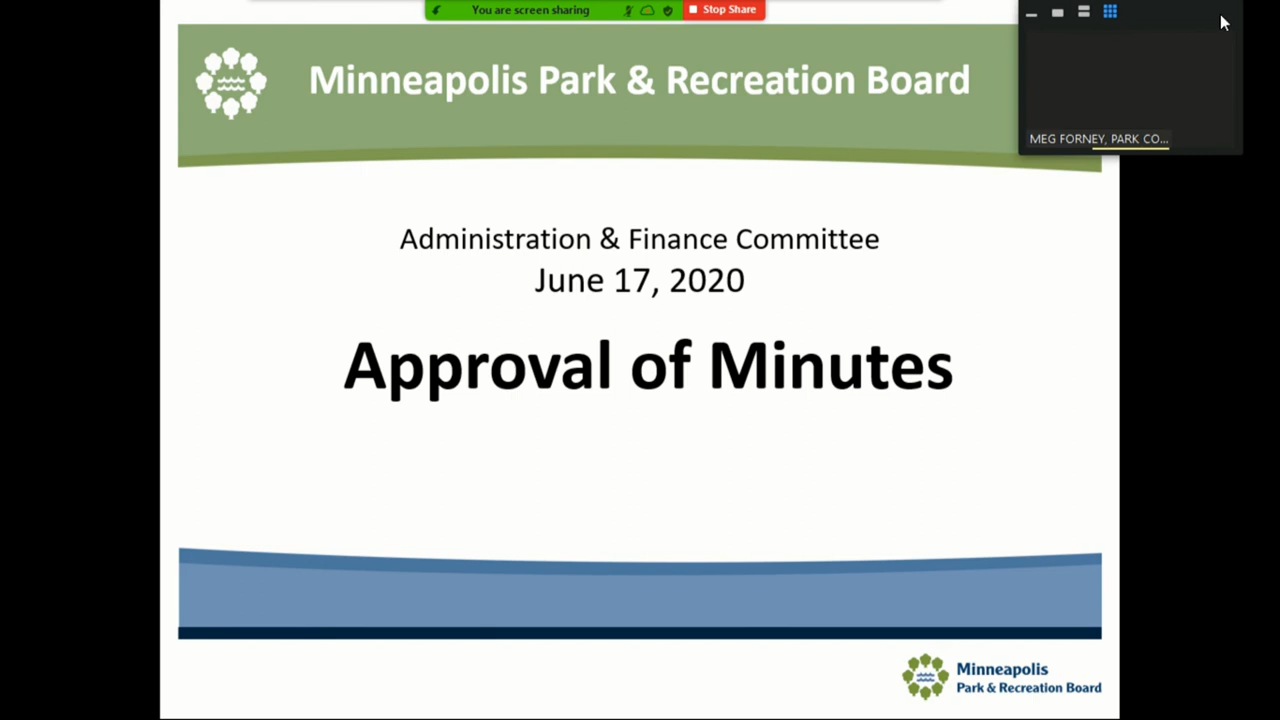 You are screen sharing
Stop Share
Minneapolis Park & Recreation Board
MEG FORNEY, PARK CO...
Administration & Finance Committee
June 17, 2020
Approval of Minutes
Minneapolis
Park & Recreation Board